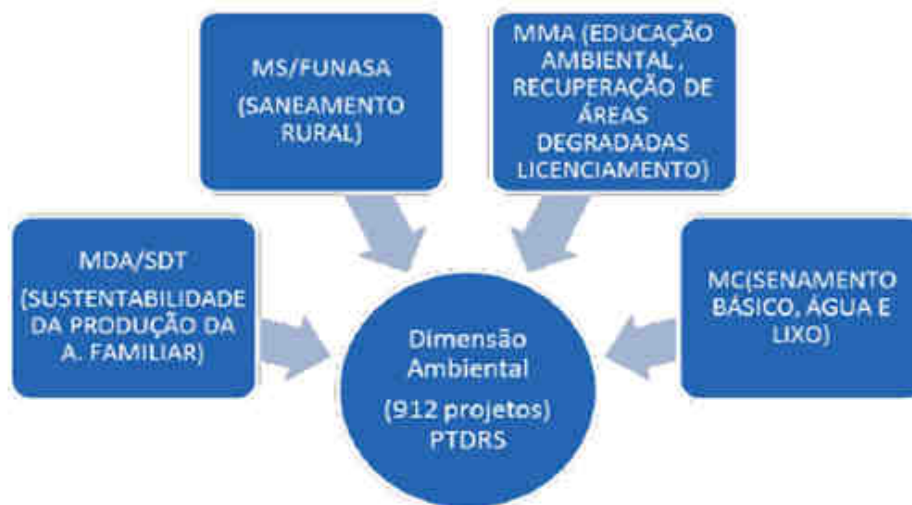 MDA/SDT
(SUSTENTABILIDADE
DA PRODUÇÃO DA
A. FAMILIAR)
MS/FUNASA
(SANEAMENTO
RURAL)
MMA (EDUCAÇÃO
AMBIENTAL ,
RECUPERAÇÃO DE
ÁREAS
DEGRADADAS
LICENCIAMENTO)
MC(SENAMENTO
BÁSICO, ÁGUA E
LIXO)
Dimensão
Ambiental
(912 projetos)
PTDRS